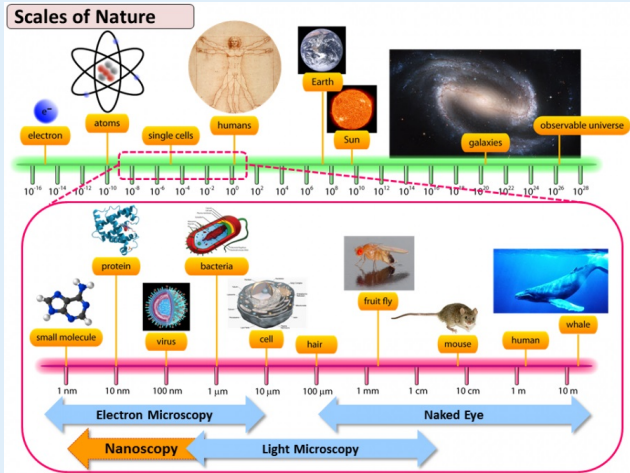 Scales of Nature
e-
electron
atoms
single cells
humans
Earth
Sun
galaxies
observable universe
10-16 10-14 10-12 10-10 10-8 10-6 10-4 10-2 10² 10⁴ 10⁶ 10⁸ 10¹⁰ 10¹² 10¹⁴ 10¹⁶ 10¹⁸ 10²⁰ 10²² 10²⁴ 10²⁶ 10²⁸
small molecule
protein
virus
bacteria
cell
hair
fruit fly
mouse
human
whale
1 nm 10 nm 100 nm 1 µm 10 µm 100 µm 1 mm 1 cm 10 cm 1 m 10 m
Electron Microscopy Naked Eye
Nanoscopy Light Microscopy